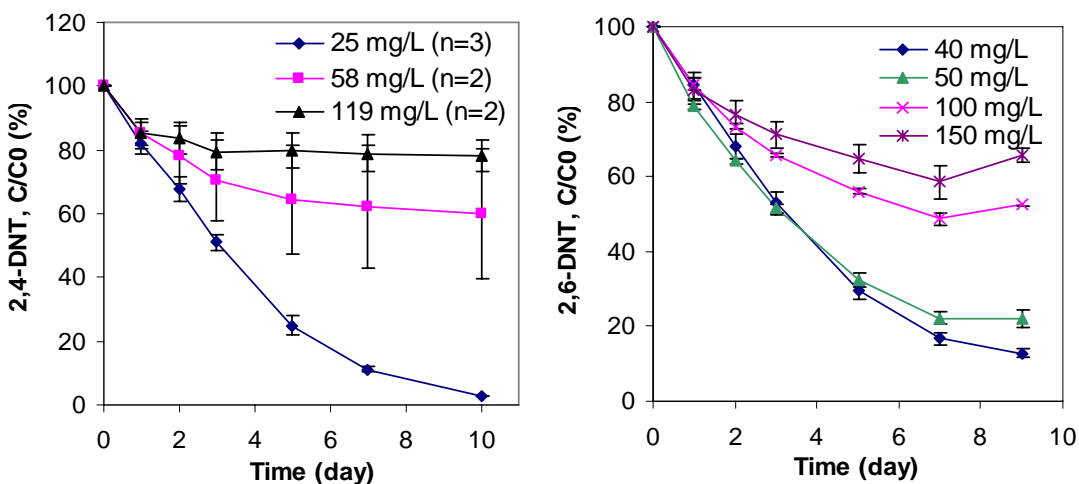 120
100
80
60
40
20
0
2,4-DNT, C/C0 (%)
25 mg/L (n=3)
58 mg/L (n=2)
119 mg/L (n=2)
0 2 4 6 8 10
Time (day)
100
80
60
40
20
0
2,6-DNT, C/C0 (%)
40 mg/L
50 mg/L
100 mg/L
150 mg/L
0 2 4 6 8 10
Time (day)